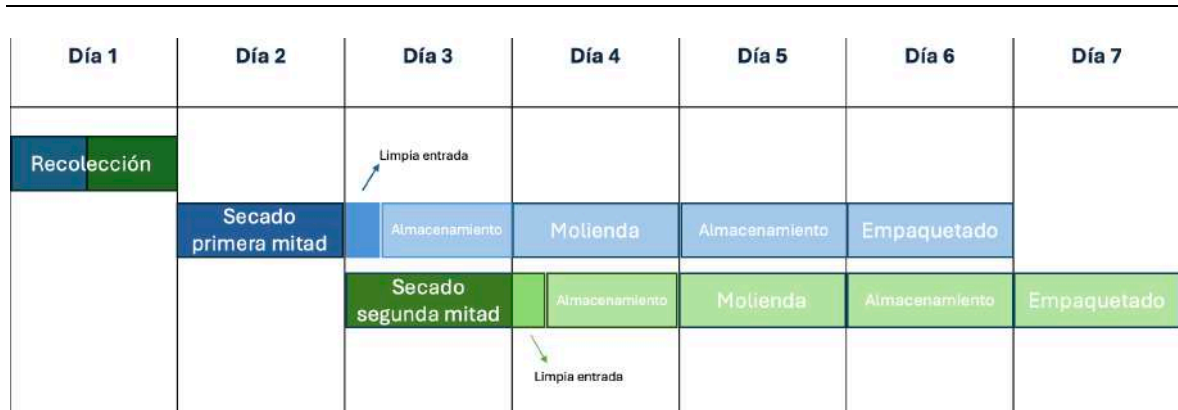 Día 1 Día 2 Día 3 Día 4 Día 5 Día 6 Día 7
Recolección
Limpia entrada
Secado
primera mitad
Almacenamiento
Molienda
Almacenamiento
Empaquetado
Secado
segunda mitad
Almacenamiento
Molienda
Almacenamiento
Empaquetado
Limpia entrada